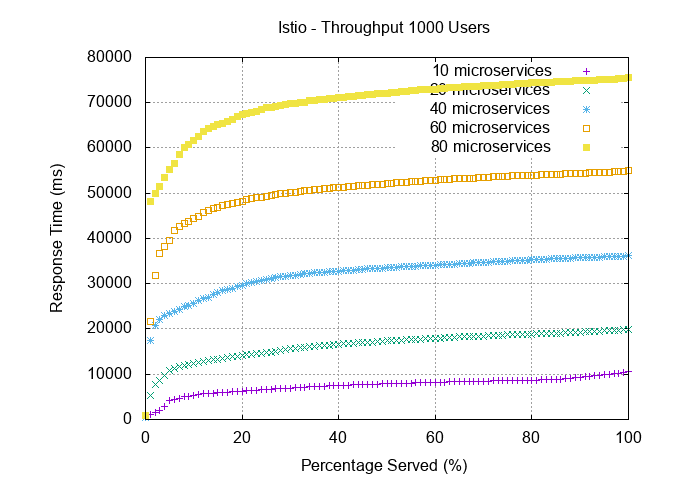 Istio - Throughput 1000 Users
80000
70000
60000
50000
40000
30000
20000
10000
0
Response Time (ms)
10 microservices
20 microservices
40 microservices
60 microservices
80 microservices
0 20 40 60 80 100
Percentage Served (%)